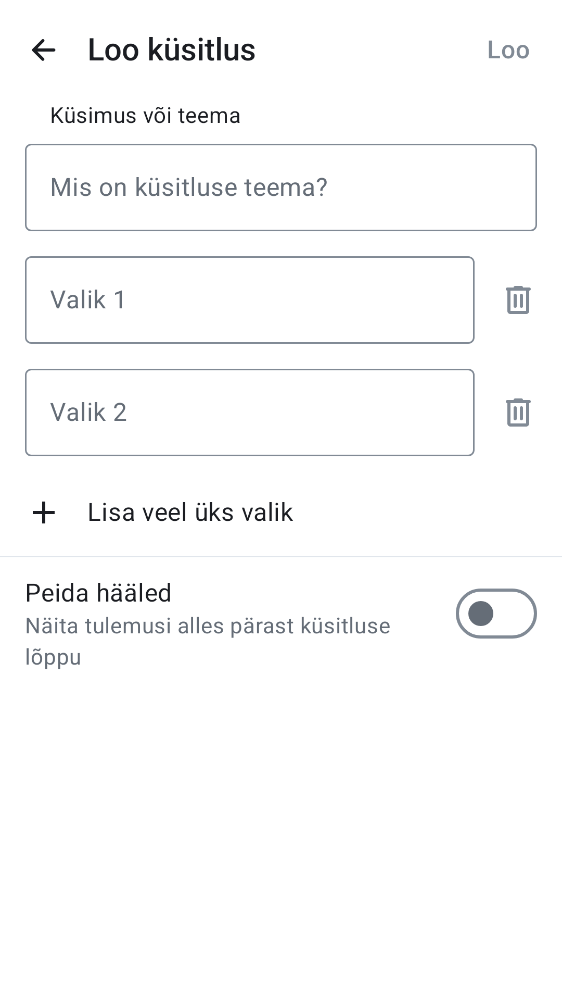 Loo küsitlus
Loo
Küsimus või teema
Mis on küsitluse teema?
Valik 1
Valik 2
Lisa veel üks valik
Peida hääled
Näita tulemusi alles pärast küsitluse
lõppu